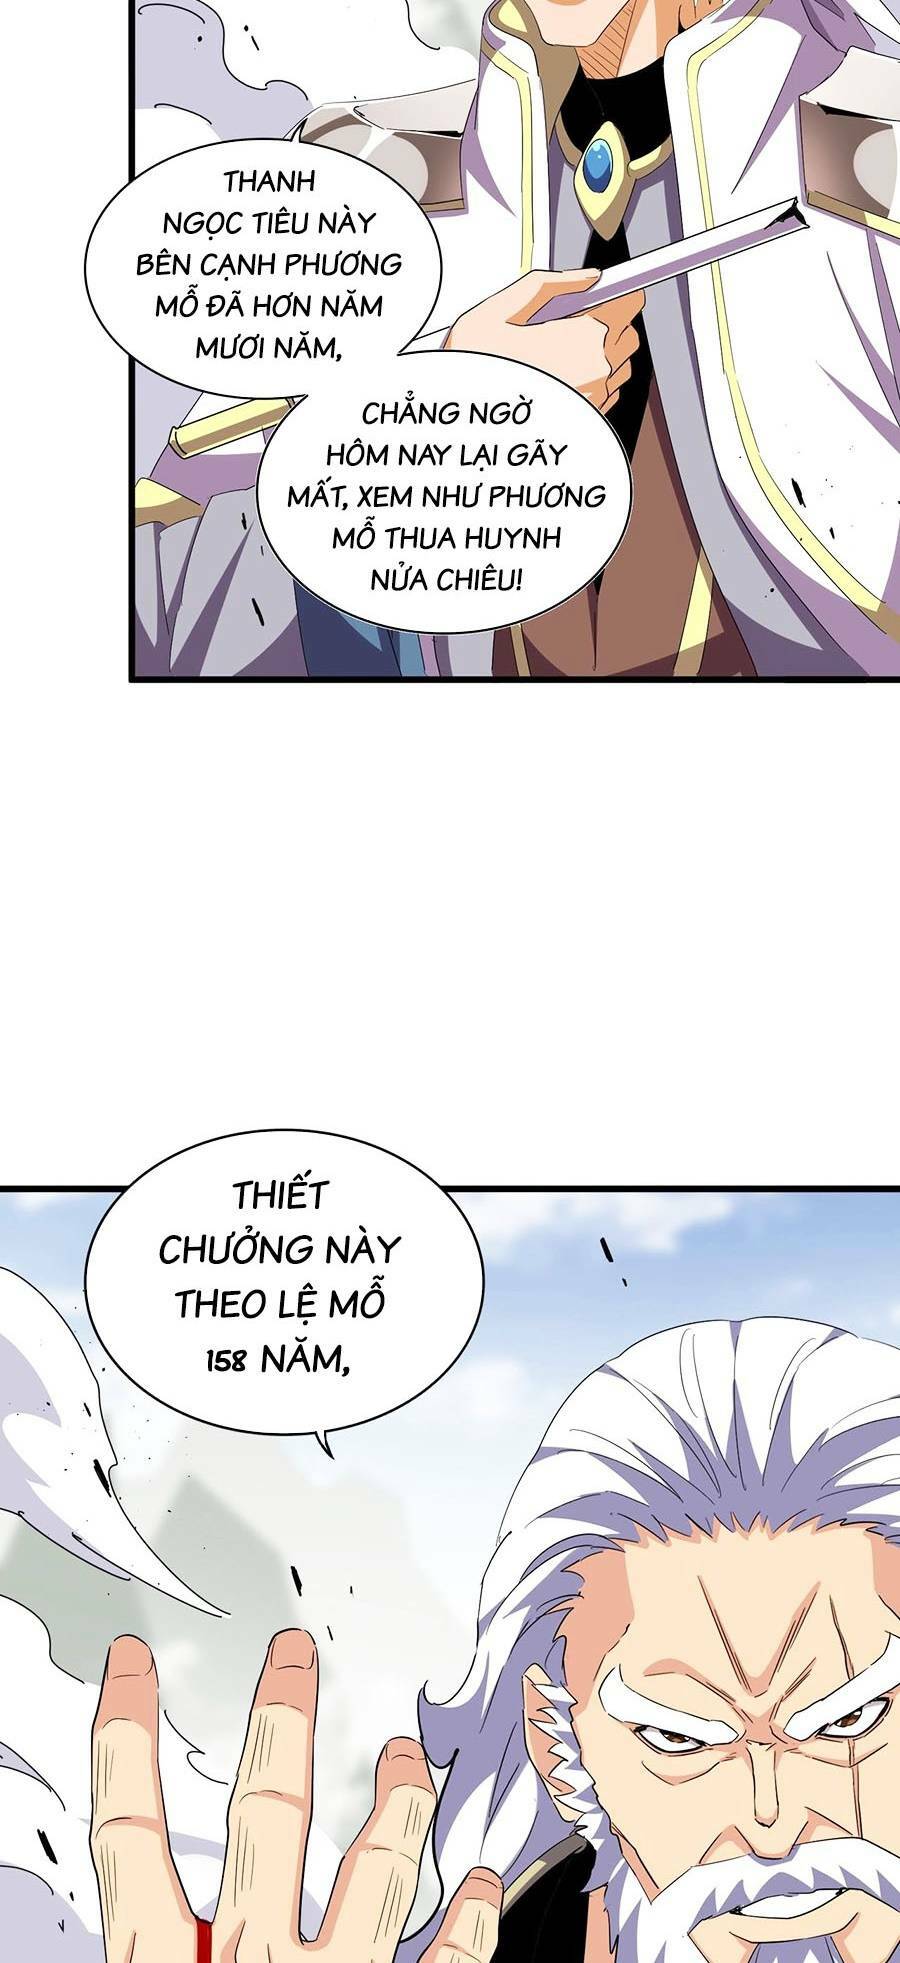 THANH
NGỌC TIÊU NÀY
BÊN CẠNH PHƯƠNG
MỖ ĐÃ HƠN NĂM
MƯƠI NĂM,
CHẲNG NGỜ
HÔM NAY LẠI GÃY
MẤT, XEM NHƯ PHƯƠNG
MỖ THUA HUYNH
NỬA CHIÊU!
THIẾT
CHƯỞNG NÀY
THEO LỆ MỖ
158 NĂM,